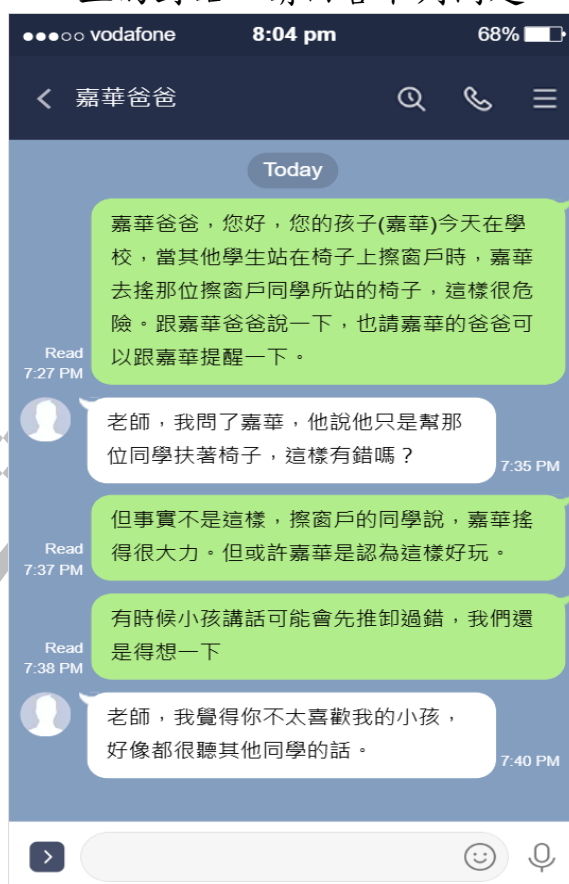 vodafone 8:04 pm 68%
嘉華爸爸
Today
嘉華爸爸，您好，您的孩子(嘉華)今天在學
校，當其他學生站在椅子上擦窗戶時，嘉華
去搖那位擦窗戶同學所站的椅子，這樣很危
險。跟嘉華爸爸說一下，也請嘉華的爸爸可
以跟嘉華提醒一下。
Read
7:27 PM
老師，我問了嘉華，他說他只是幫那
位同學扶著椅子，這樣有錯嗎？
7:35 PM
但事實不是這樣，擦窗戶的同學說，嘉華搖
得很大力。但或許嘉華是認為這樣好玩。
Read
7:37 PM
有時候小孩講話可能會先推卸過錯，我們還
是得想一下
Read
7:38 PM
老師，我覺得你不太喜歡我的小孩，
好像都很聽其他同學的話。
7:40 PM